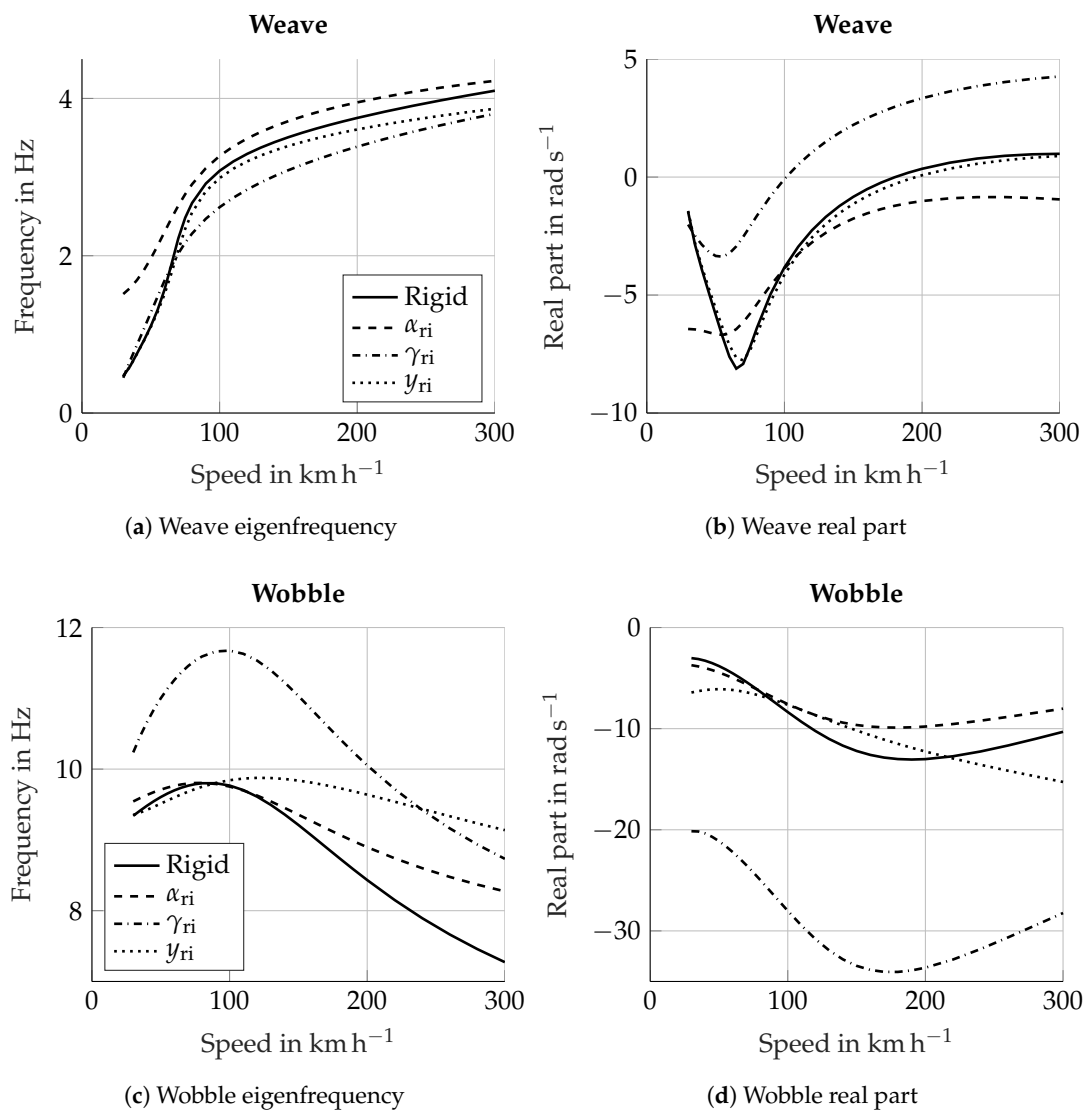 Weave
Weave
Frequency in Hz
4
2
0
0
100
200
300
Speed in km h⁻¹
Rigid
αri
γri
yri
(a) Weave eigenfrequency
Real part in rad s⁻¹
5
0
−5
−10
0
100
200
300
Speed in km h⁻¹
(b) Weave real part
Wobble
Wobble
Frequency in Hz
12
10
8
0
100
200
300
Speed in km h⁻¹
Rigid
αri
γri
yri
(c) Wobble eigenfrequency
Real part in rad s⁻¹
0
−10
−20
−30
0
100
200
300
Speed in km h⁻¹
(d) Wobble real part